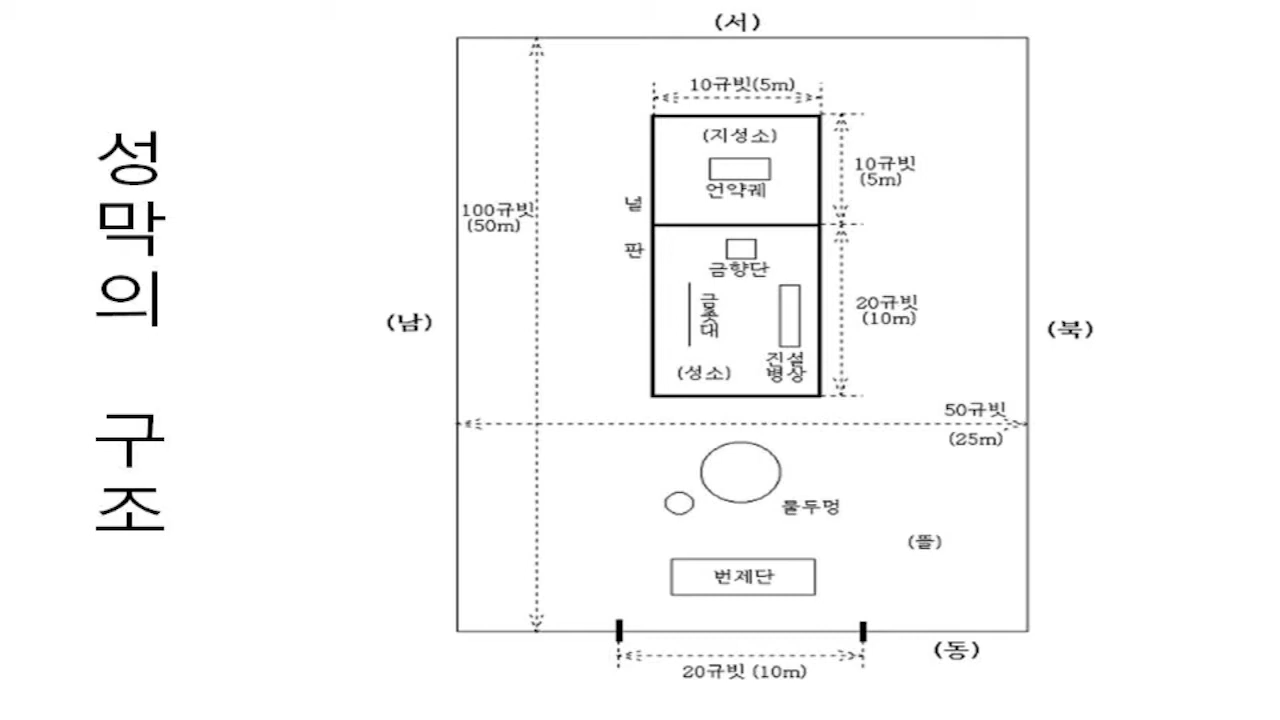 성막의 구조
(서)
10규빗(5m)
(지성소)
언약궤
10규빗
(5m)
널
판
100규빗
(50m)
금향단
금촛대
20규빗
(10m)
(남)
(북)
진설
병상
(성소)
50규빗
(25m)
물두멍
(뜰)
번제단
(동)
20규빗 (10m)